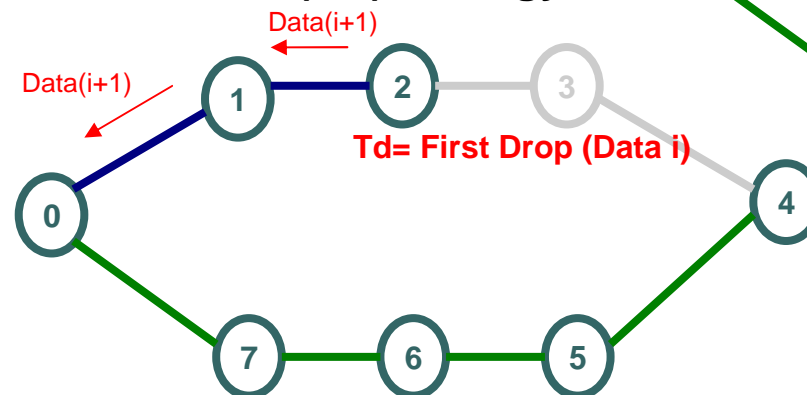 Data(i+1)
Data(i+1)
1
2
3
Td= First Drop (Data i)
0
4
7
6
5